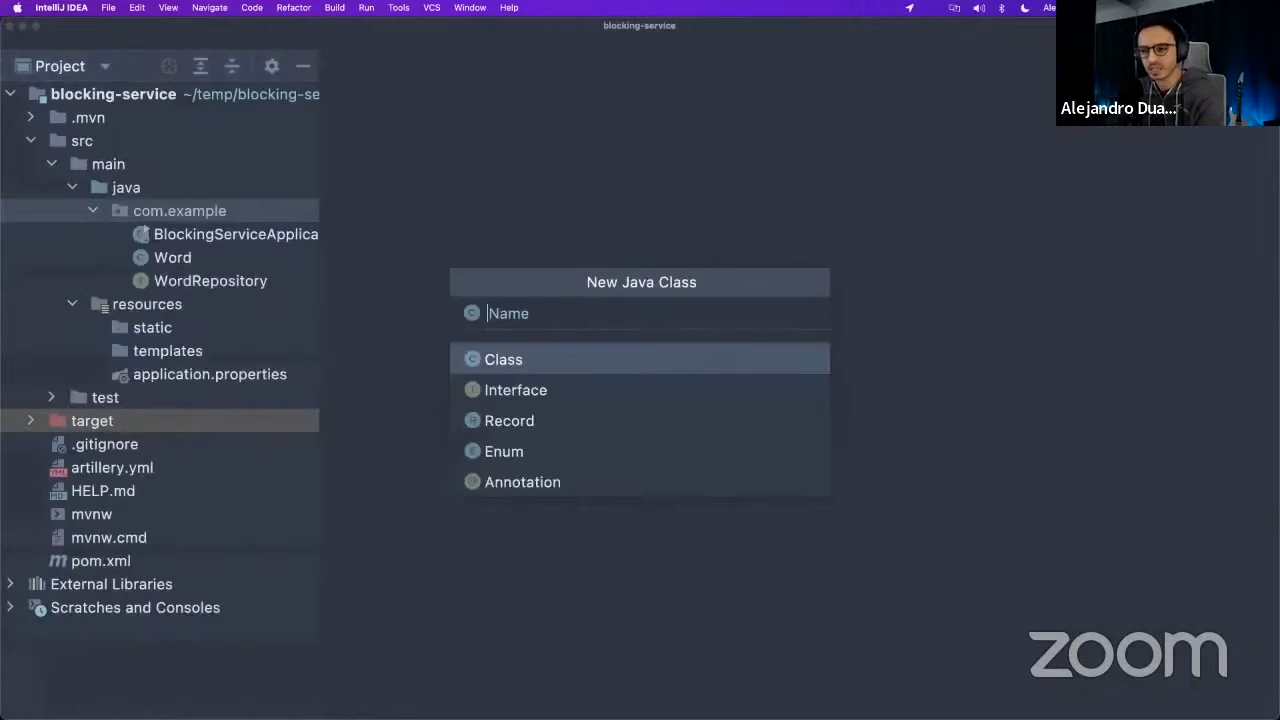 IntelliJ IDEA File Edit View Navigate Code Refactor Build Run Tools VCS Window Help Ale
blocking-service
Project
blocking-service ~/temp/blocking-se
.mvn
src
main
java
com.example
BlockingServiceApplica
Word
WordRepository
resources
static
templates
application.properties
test
target
.gitignore
artillery.yml
HELP.md
mvnw
mvnw.cmd
pom.xml
External Libraries
Scratches and Consoles
New Java Class
Name
Class
Interface
Record
Enum
Annotation
Alejandro Dua...
zoom